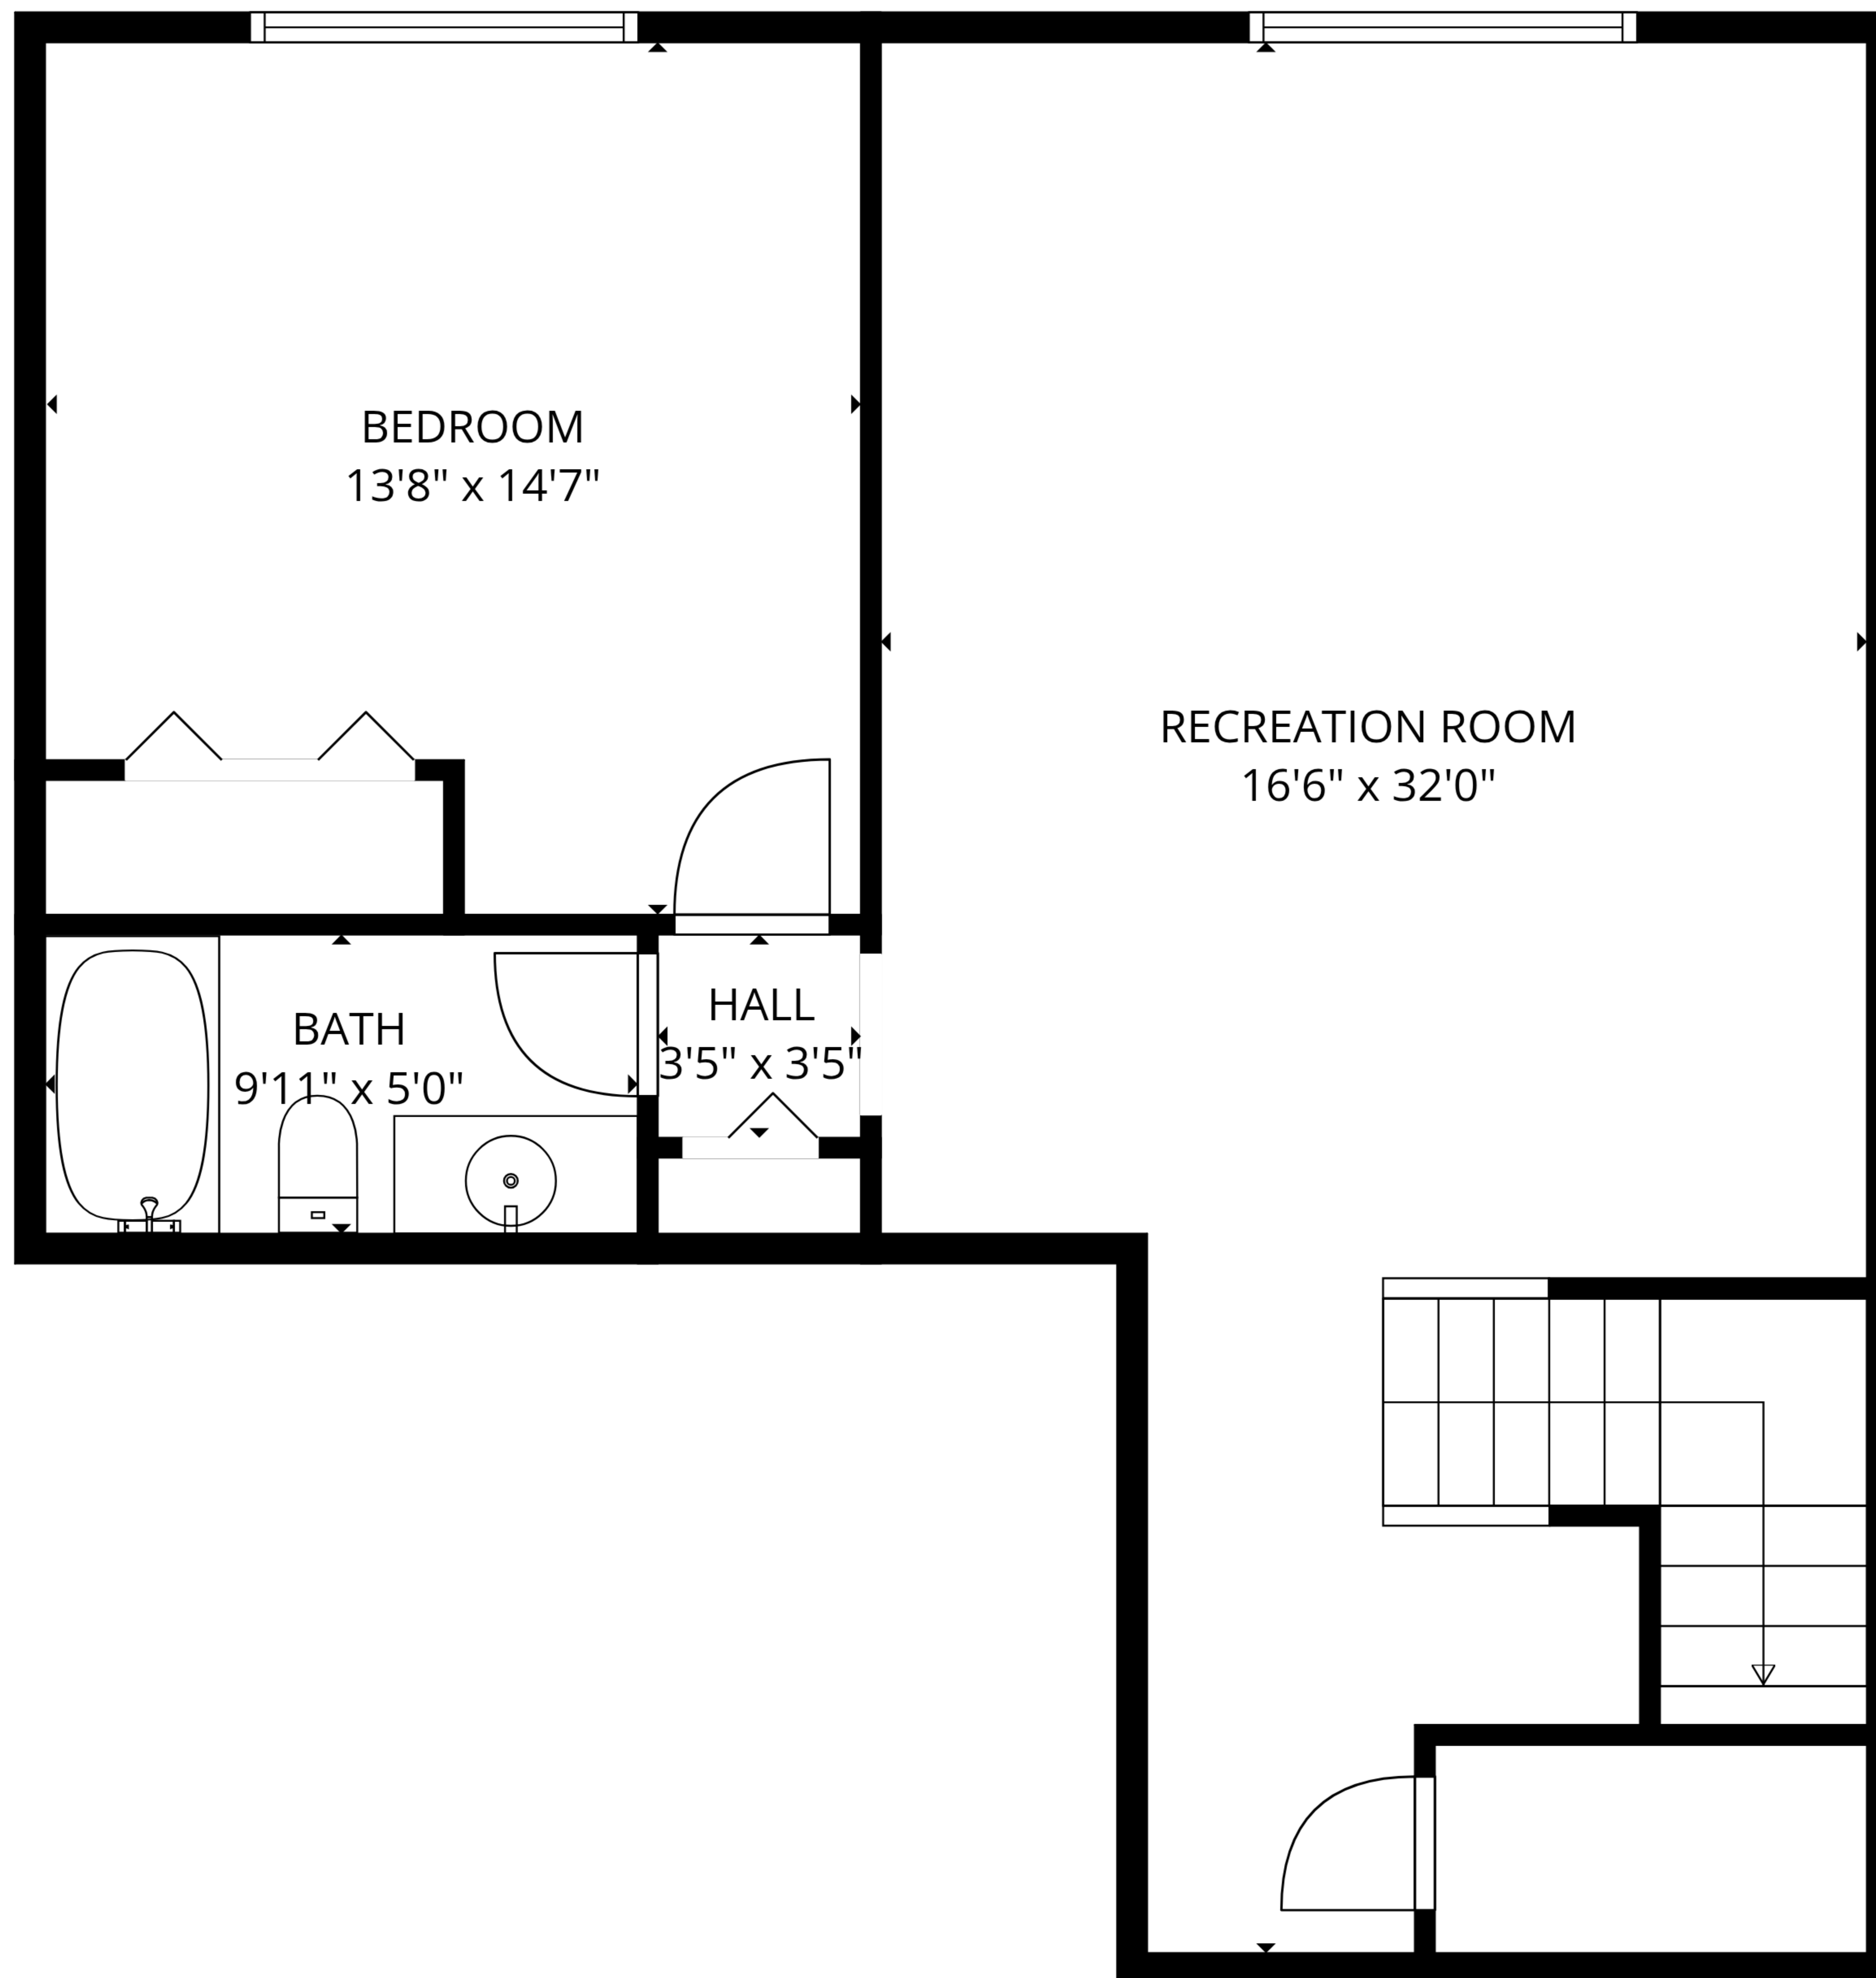 BEDROOM
13'8" x 14'7"
RECREATION ROOM
16'6" x 32'0"
HALL
3'5" x 3'5"
BATH
9'11" x 5'0"